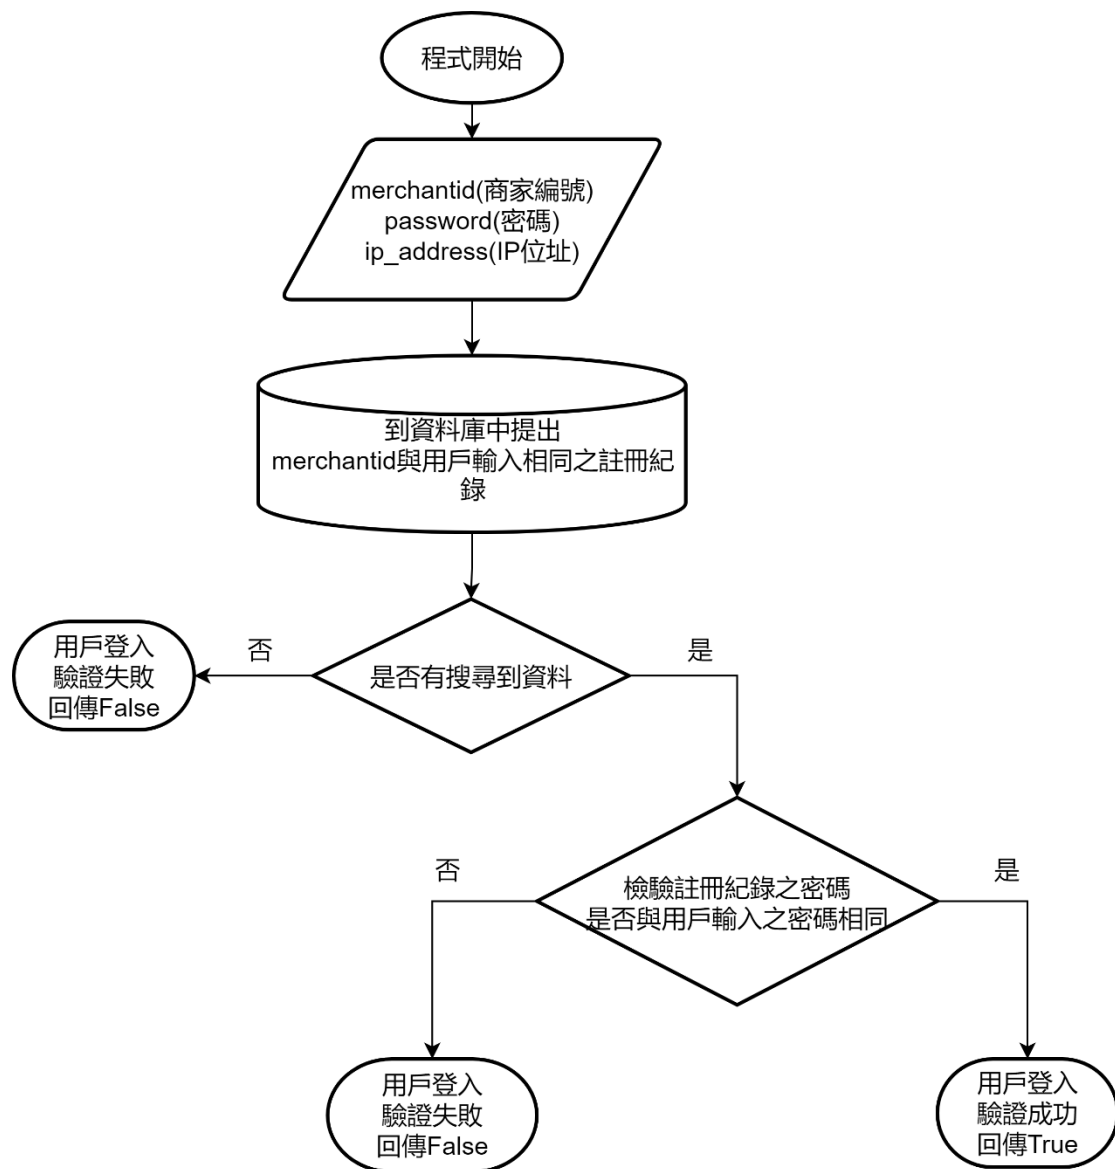 程式開始
merchantid(商家編號)
password(密碼)
ip_address(IP位址)
到資料庫中提出
merchantid與用戶輸入相同之註冊紀
錄
是否有搜尋到資料
否
是
用戶登入
驗證失敗
回傳False
檢驗註冊紀錄之密碼
是否與用戶輸入之密碼相同
否
是
用戶登入
驗證失敗
回傳False
用戶登入
驗證成功
回傳True